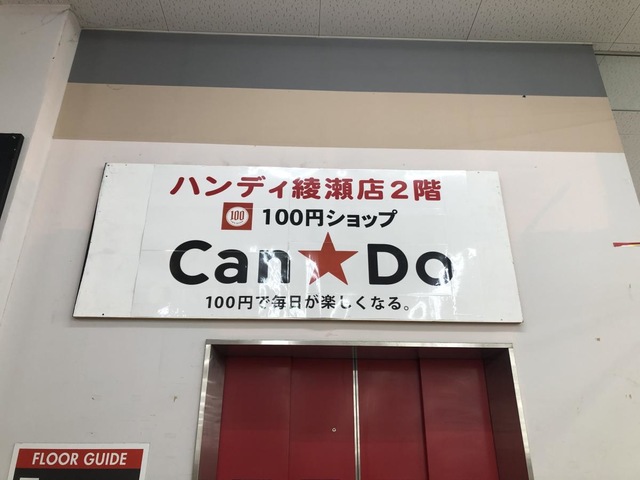 ハンディ綾瀬店2階
100 100円ショップ
Can★Do
100円で毎日が楽しくなる。
FLOOR GUIDE